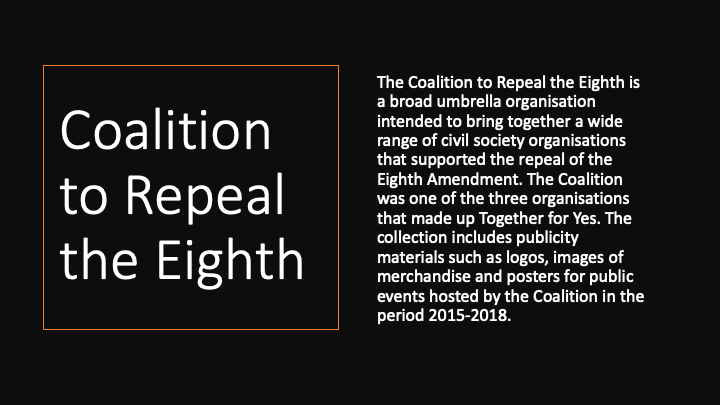 Coalition
to Repeal
the Eighth
The Coalition to Repeal the Eighth is
a broad umbrella organisation
intended to bring together a wide
range of civil society organisations
that supported the repeal of the
Eighth Amendment. The Coalition
was one of the three organisations
that made up Together for Yes. The
collection includes publicity
materials such as logos, images of
merchandise and posters for public
events hosted by the Coalition in the
period 2015-2018.